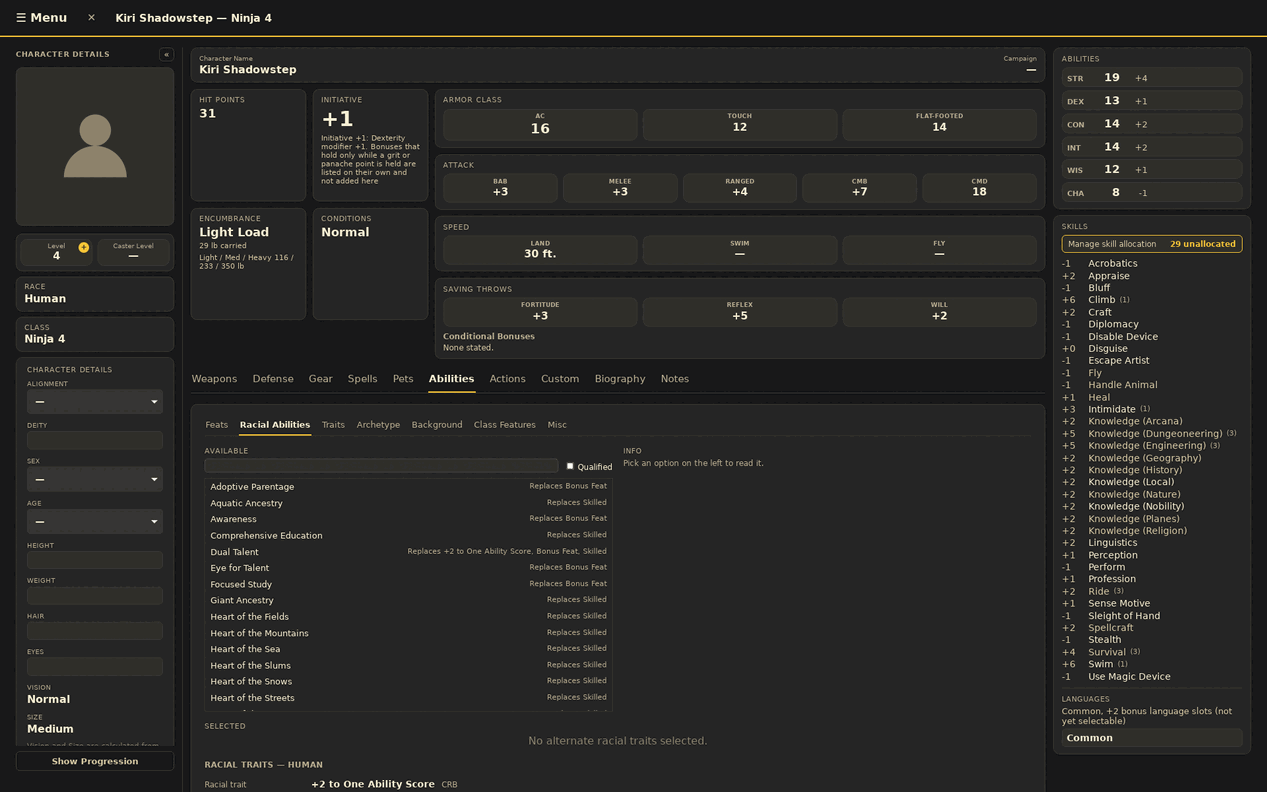 ☰ Menu
×
Kiri Shadowstep — Ninja 4
CHARACTER DETAILS
«
Level
4
+
Caster Level
—
RACE
Human
CLASS
Ninja 4
CHARACTER DETAILS
ALIGNMENT
—
DEITY
SEX
—
AGE
—
HEIGHT
WEIGHT
HAIR
EYES
VISION
Normal
SIZE
Medium
Vision and Size are calculated from
Show Progression
Character Name
Kiri Shadowstep
Campaign
—
HIT POINTS
31
INITIATIVE
+1
Initiative +1: Dexterity
modifier +1. Bonuses that
hold only while a grit or
panache point is held are
listed on their own and
not added here
ENCUMBRANCE
Light Load
29 lb carried
Light / Med / Heavy 116 /
233 / 350 lb
CONDITIONS
Normal
ARMOR CLASS
AC
16
TOUCH
12
FLAT-FOOTED
14
ATTACK
BAB
+3
MELEE
+3
RANGED
+4
CMB
+7
CMD
18
SPEED
LAND
30 ft.
SWIM
—
FLY
—
SAVING THROWS
FORTITUDE
+3
REFLEX
+5
WILL
+2
Conditional Bonuses
None stated.
Weapons Defense Gear Spells Pets Abilities Actions Custom Biography Notes
Feats Racial Abilities Traits Archetype Background Class Features Misc
AVAILABLE
Qualified
Adoptive Parentage Replaces Bonus Feat
Aquatic Ancestry Replaces Skilled
Awareness Replaces Bonus Feat
Comprehensive Education Replaces Skilled
Dual Talent Replaces +2 to One Ability Score, Bonus Feat, Skilled
Eye for Talent Replaces Bonus Feat
Focused Study Replaces Bonus Feat
Giant Ancestry Replaces Skilled
Heart of the Fields Replaces Skilled
Heart of the Mountains Replaces Skilled
Heart of the Sea Replaces Skilled
Heart of the Slums Replaces Skilled
Heart of the Snows Replaces Skilled
Heart of the Streets Replaces Skilled
INFO
Pick an option on the left to read it.
SELECTED
No alternate racial traits selected.
RACIAL TRAITS — HUMAN
Racial trait +2 to One Ability Score CRB
ABILITIES
STR 19 +4
DEX 13 +1
CON 14 +2
INT 14 +2
WIS 12 +1
CHA 8 -1
SKILLS
Manage skill allocation 29 unallocated
-1 Acrobatics
+2 Appraise
-1 Bluff
+6 Climb (1)
+2 Craft
-1 Diplomacy
-1 Disable Device
+0 Disguise
-1 Escape Artist
-1 Fly
-1 Handle Animal
+1 Heal
+3 Intimidate (1)
+2 Knowledge (Arcana)
+5 Knowledge (Dungeoneering) (3)
+5 Knowledge (Engineering) (3)
+2 Knowledge (Geography)
+2 Knowledge (History)
+2 Knowledge (Local)
+2 Knowledge (Nature)
+2 Knowledge (Nobility)
+2 Knowledge (Planes)
+2 Knowledge (Religion)
+2 Linguistics
+1 Perception
-1 Perform
+1 Profession
+2 Ride (3)
+1 Sense Motive
-1 Sleight of Hand
+2 Spellcraft
-1 Stealth
+4 Survival (3)
+6 Swim (1)
-1 Use Magic Device
LANGUAGES
Common, +2 bonus language slots (not
yet selectable)
Common